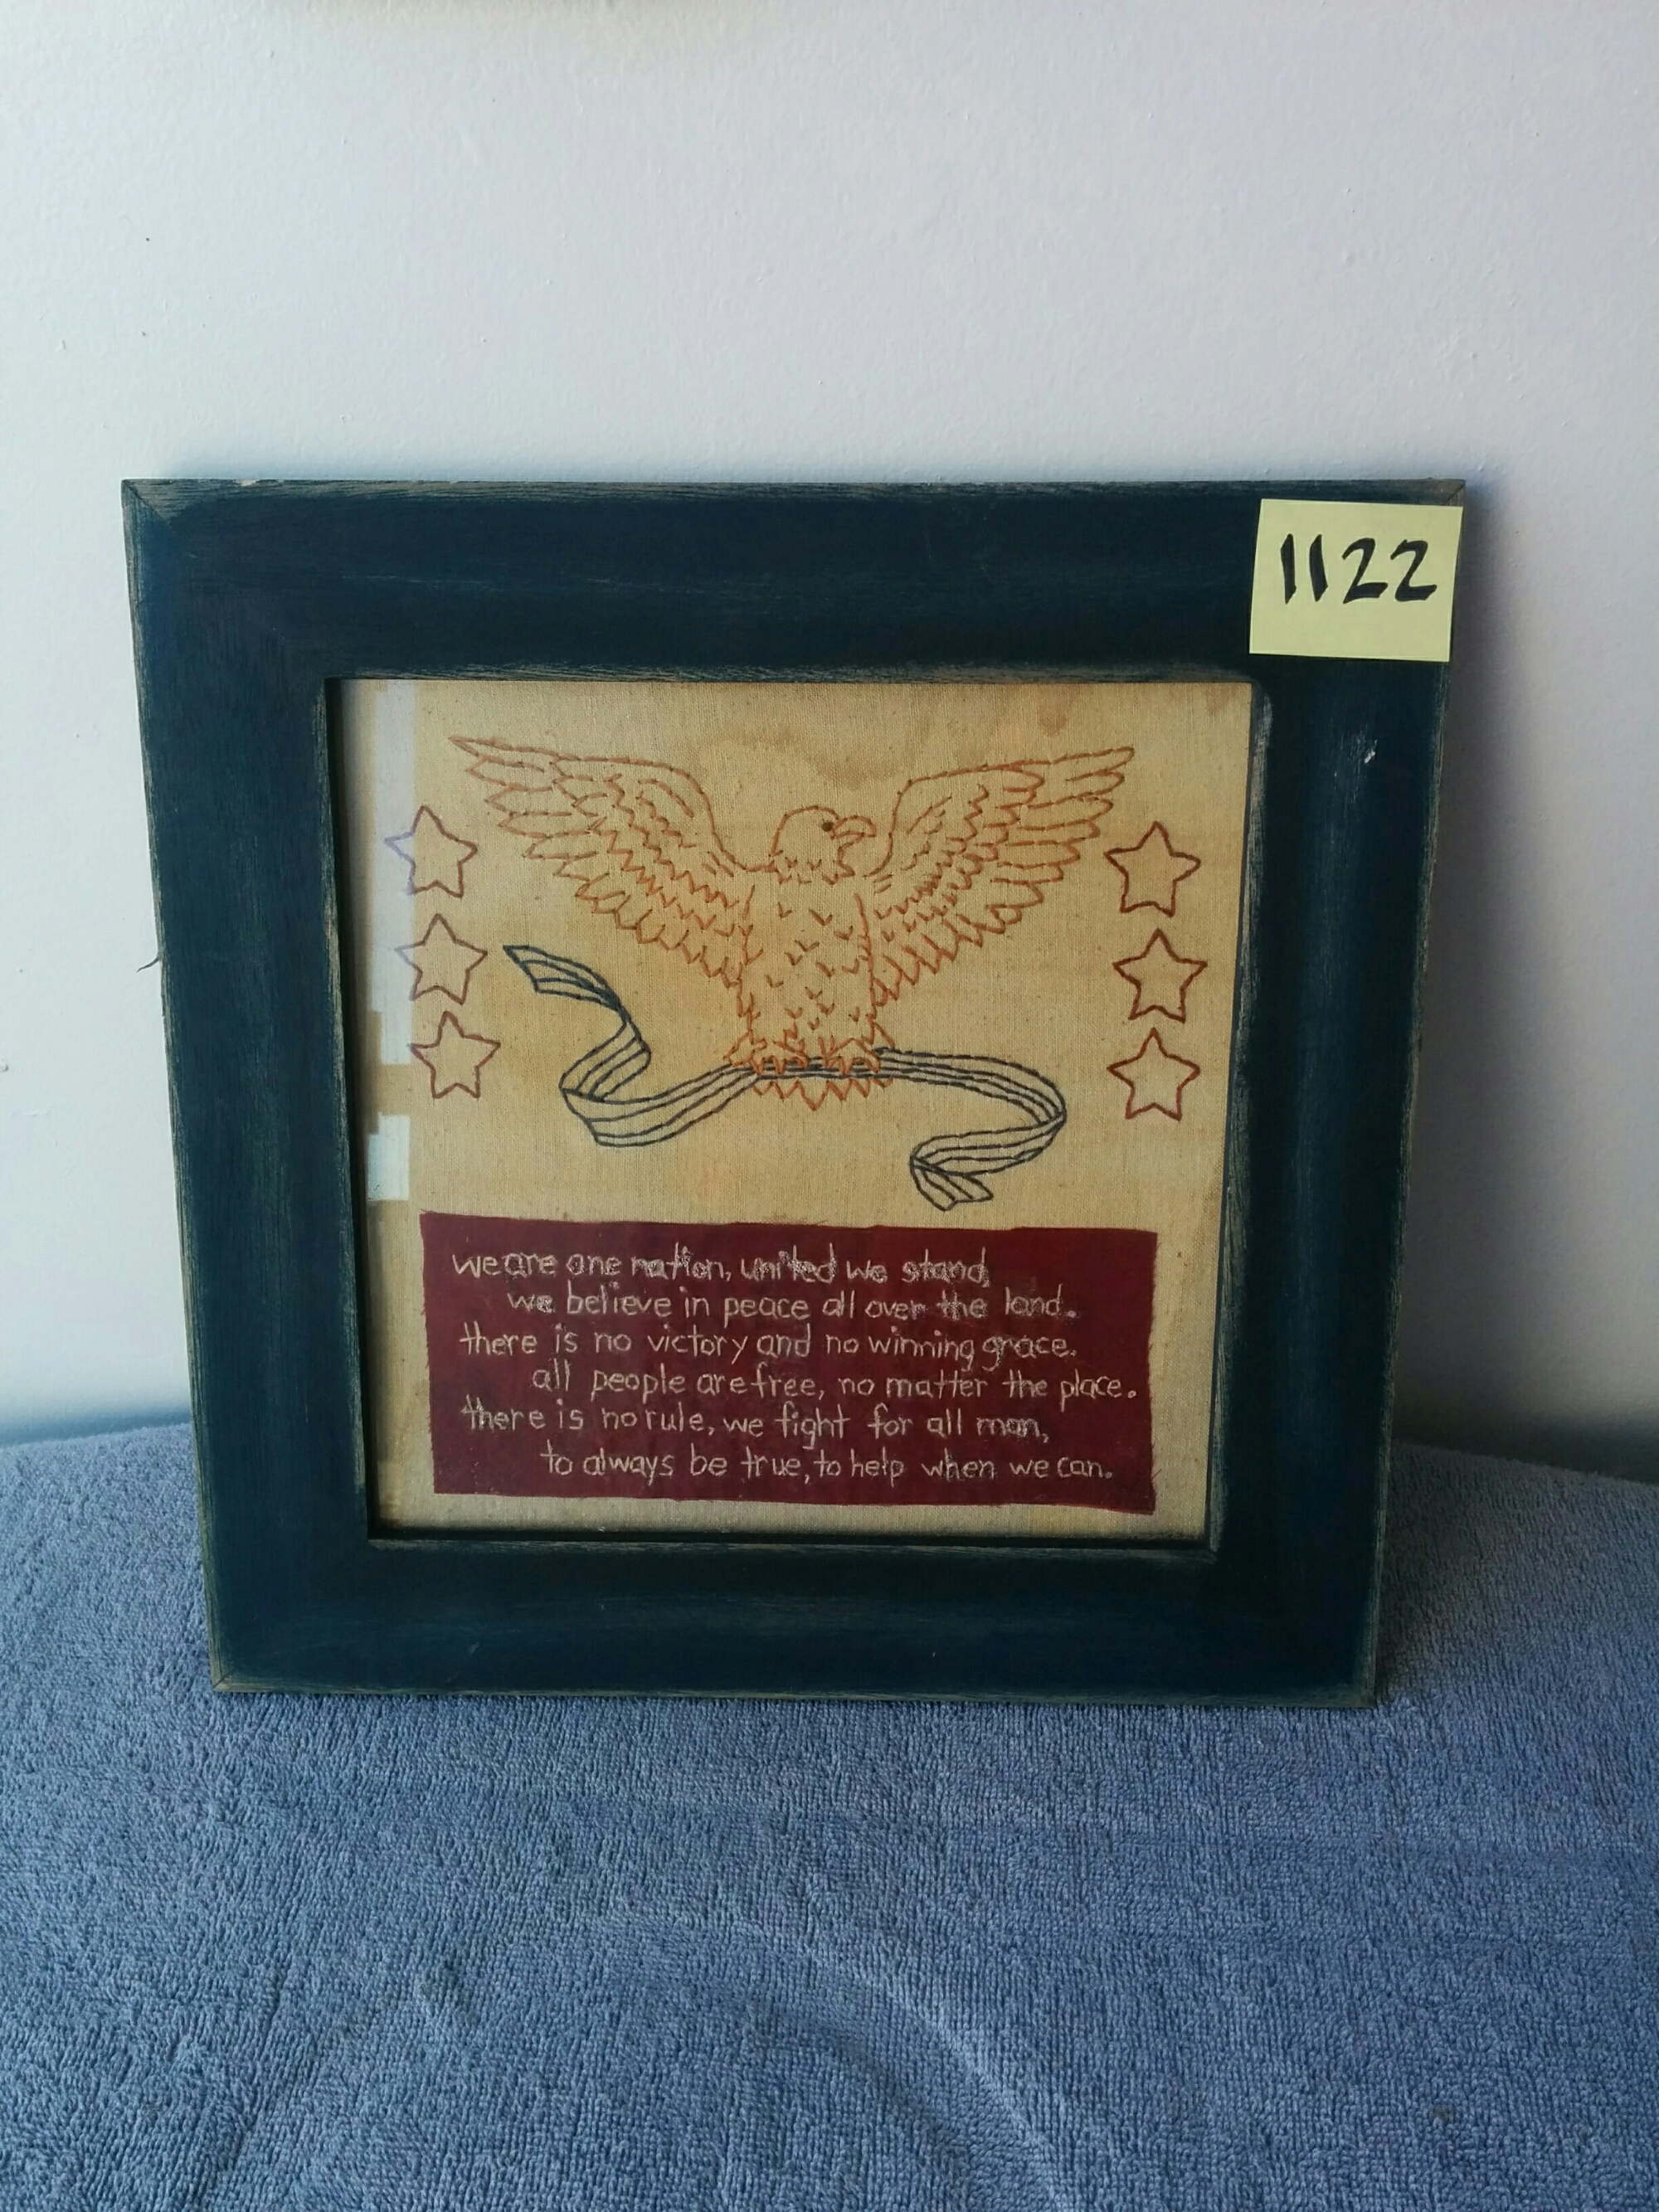 1122
we are one nation, united we stand,
we believe in peace all over the land.
there is no victory and no winning grace.
all people are free, no matter the place.
there is no rule, we fight for all man,
to always be true, to help when we can.